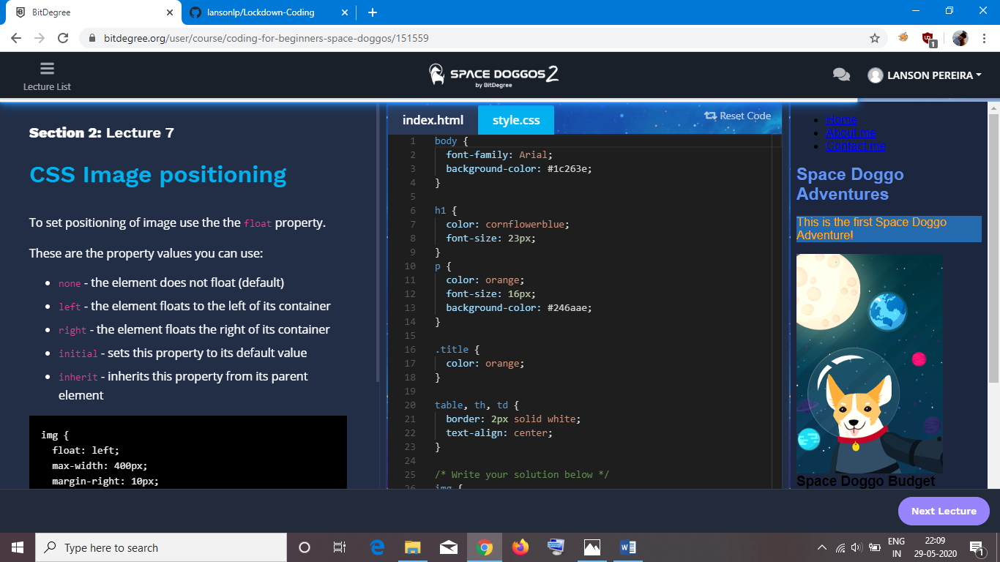 BitDegree
lansonlp/Lockdown-Coding
bitdegree.org/user/course/coding-for-beginners-space-doggos/151559
1
Lecture List
SPACE DOGGOS 2
by BitDegree
LANSON PEREIRA
Section 2: Lecture 7
CSS Image positioning
To set positioning of image use the the float property.
These are the property values you can use:
none - the element does not float (default)
left - the element floats to the left of its container
right - the element floats the right of its container
initial - sets this property to its default value
inherit - inherits this property from its parent
element
img {
float: left;
max-width: 400px;
margin-right: 10px;
index.html
style.css
Reset Code
1 body {
2 font-family: Arial;
3 background-color: #1c263e;
4 }
5
6 h1 {
7 color: cornflowerblue;
8 font-size: 23px;
9 }
10 p {
11 color: orange;
12 font-size: 16px;
13 background-color: #246aae;
14 }
15
16 .title {
17 color: orange;
18 }
19
20 table, th, td {
21 border: 2px solid white;
22 text-align: center;
23 }
24
25 /* Write your solution below */
26 img {
Home
About me
Contact me
Space Doggo
Adventures
This is the first Space Doggo
Adventure!
Space Doggo Budget
Next Lecture
Type here to search
ENG
IN
22:09
29-05-2020
1